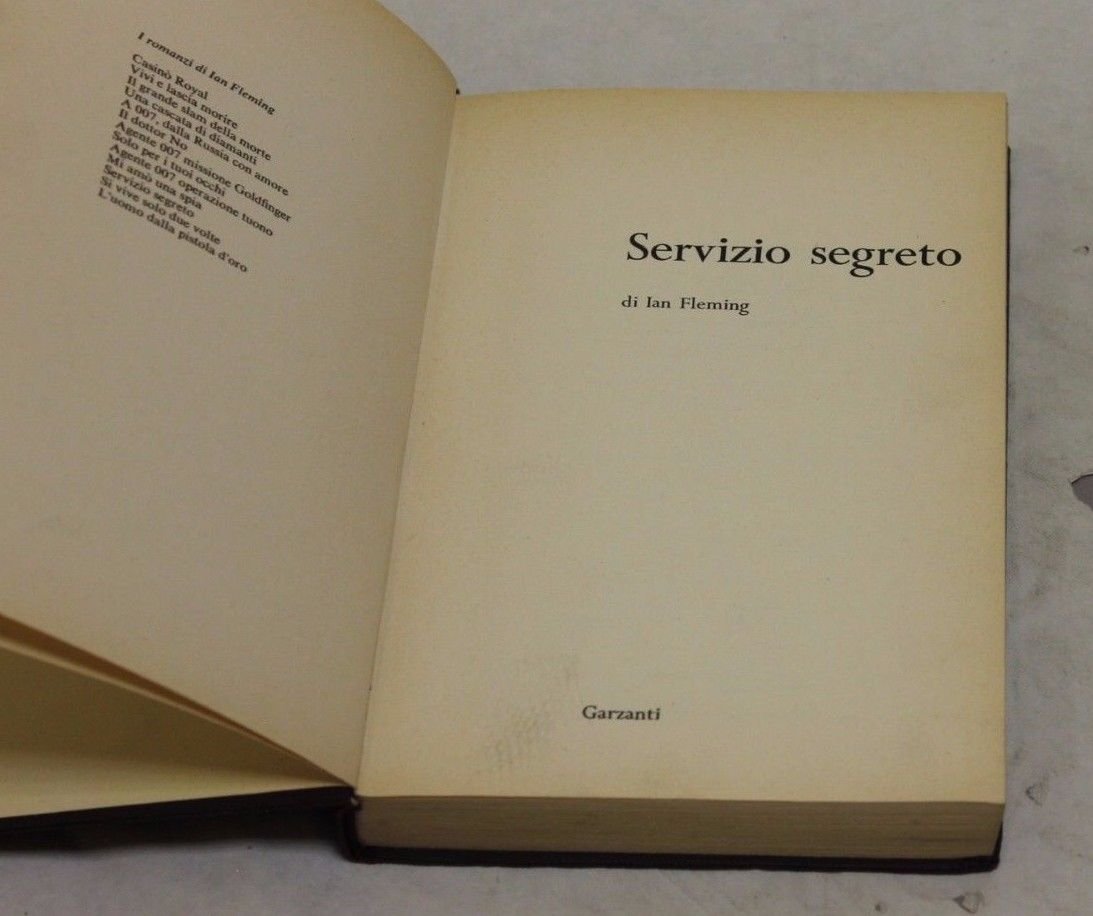 I romanzi di Ian Fleming
Casinò Royal
Vivi e lascia morire
Il grande slam della morte
Una cascata di diamanti
A 007, dalla Russia con amore
Il dottor No
Agente 007 missione Goldfinger
Solo per i tuoi occhi
Agente 007 operazione tuono
Mi amò una spia
Servizio segreto
Si vive solo due volte
L'uomo dalla pistola d'oro
Servizio segreto
di Ian Fleming
Garzanti